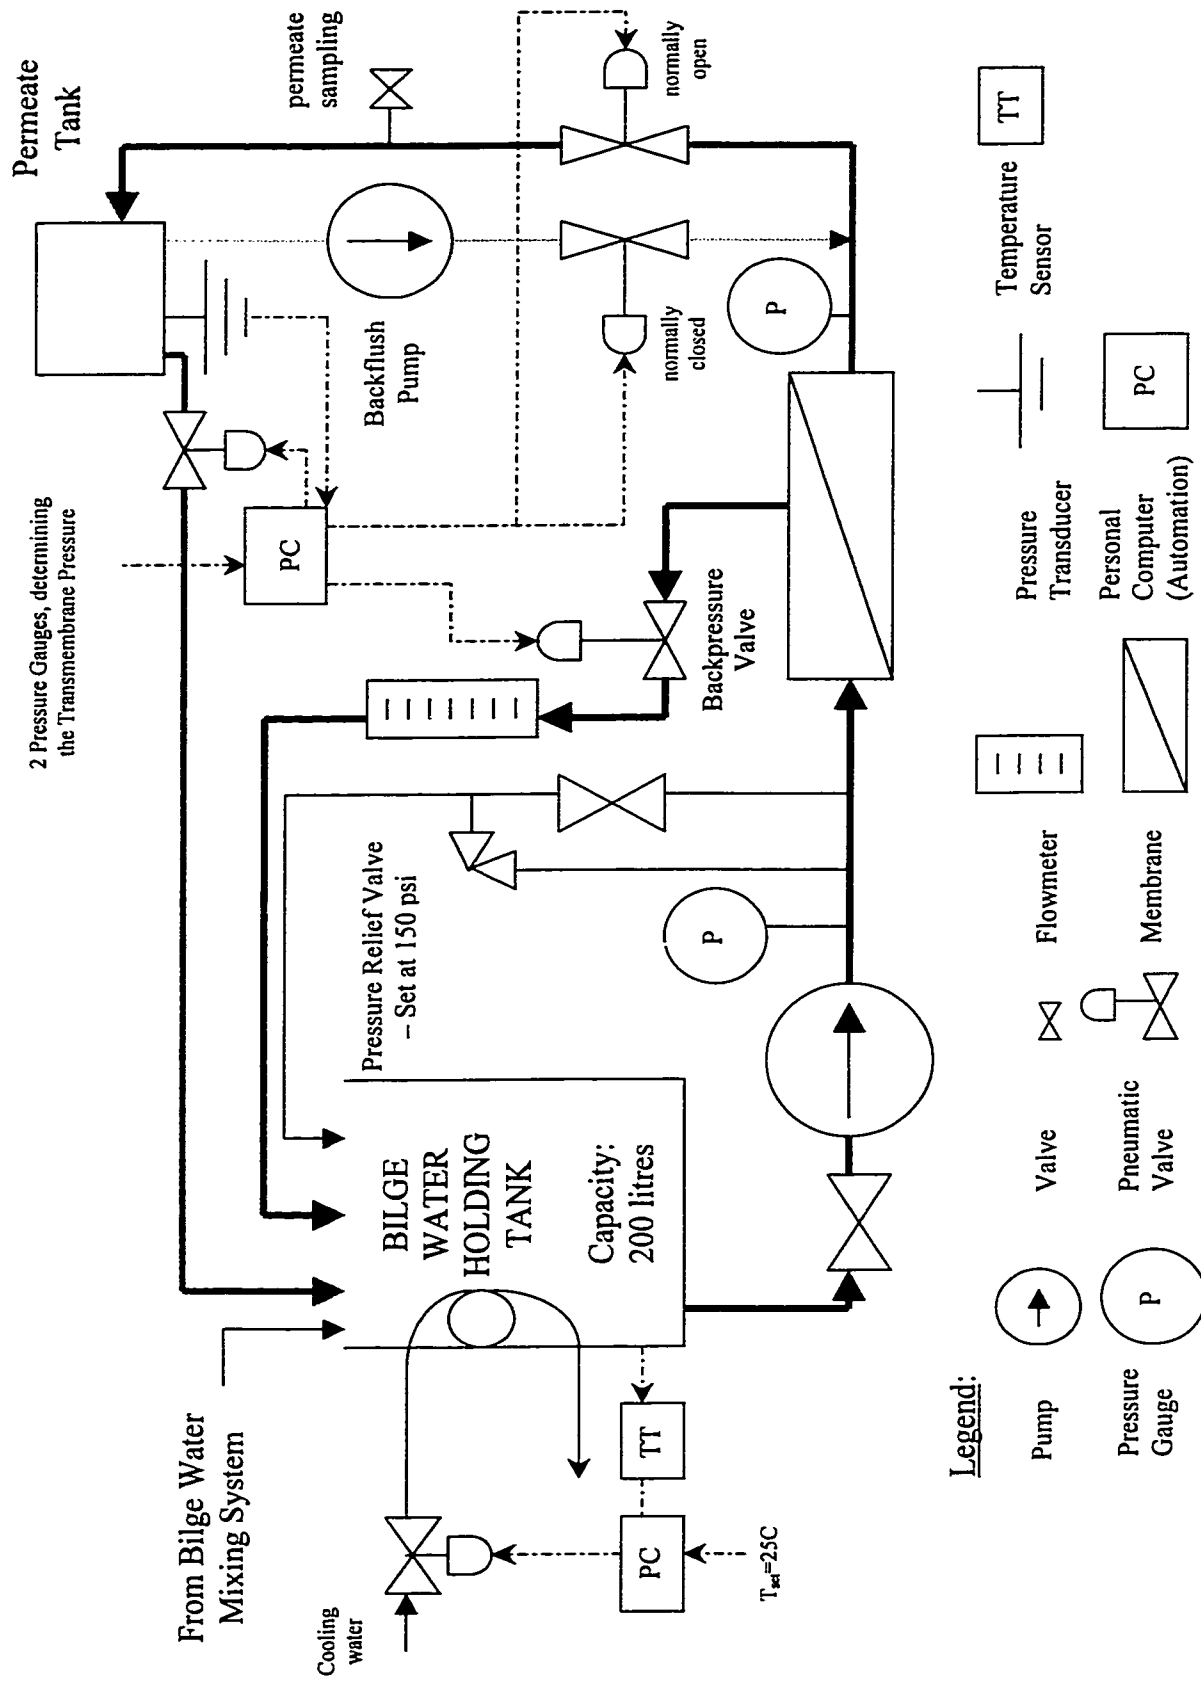 Permeate
Tank
permeate
sampling
2 Pressure Gauges, determining
the Transmembrane Pressure
PC
Backflush
Pump
normally
open
normally
closed
P
Backpressure
Valve
Pressure Relief Valve
– Set at 150 psi
P
From Bilge Water
Mixing System
BILGE
WATER
HOLDING
TANK
Capacity:
200 litres
Cooling
water
TT
PC
Tset=25C
Legend:
Pump
Valve
Flowmeter
Pressure
Transducer
Temperature
Sensor
TT
Pressure
Gauge
P
Pneumatic
Valve
Membrane
Personal
Computer
(Automation)
PC